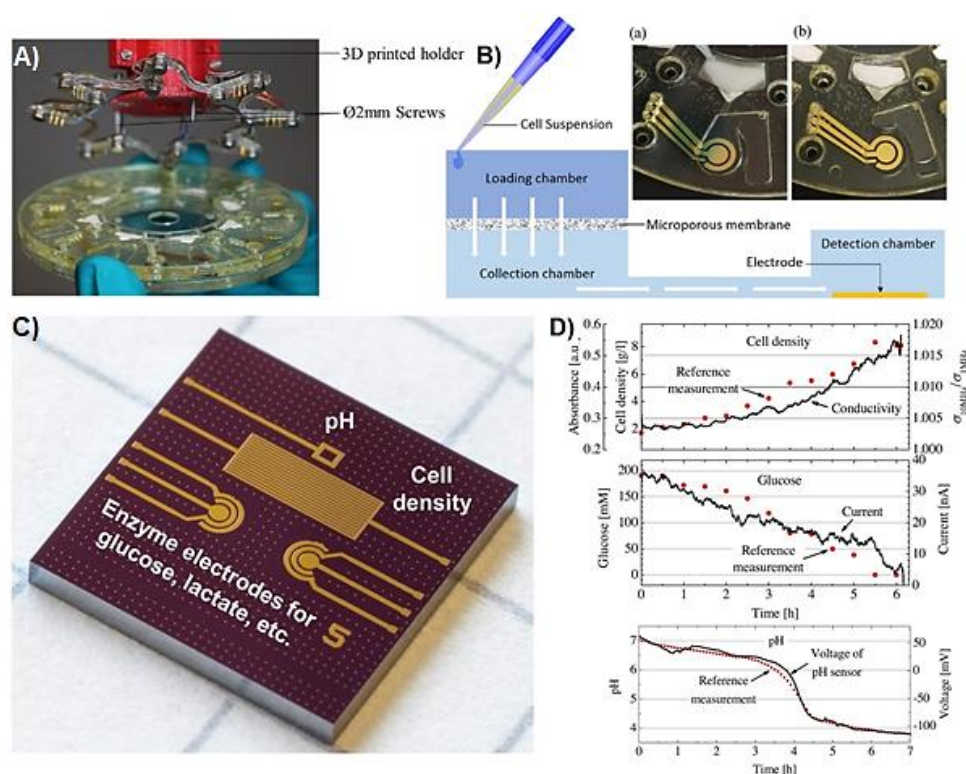 A)
3D printed holder
Ø2mm Screws
B)
Cell Suspension
Loading chamber
Microporous membrane
Collection chamber
Detection chamber
Electrode
(a)
(b)
C)
pH
Cell
density
Enzyme electrodes for
glucose, lactate, etc.
S
D)
Absorbance [a.u
0.6
0.5
0.4
0.3
0.2
Cell density [g/l]
8
6
4
2
Cell density
Reference
measurement
Conductivity
1.020
1.015
1.010
1.005
1.000
Glucose [mM]
200
150
100
50
0
Glucose
Current
Reference
measurement
40
30
20
10
0
Current [nA]
0 1 2 3 4 5 6
Time [h]
pH
7
6
5
4
pH
Voltage of
pH sensor
Reference
measurement
50
0
-50
-100
Voltage [mV]
0 1 2 3 4 5 6 7
Time [h]